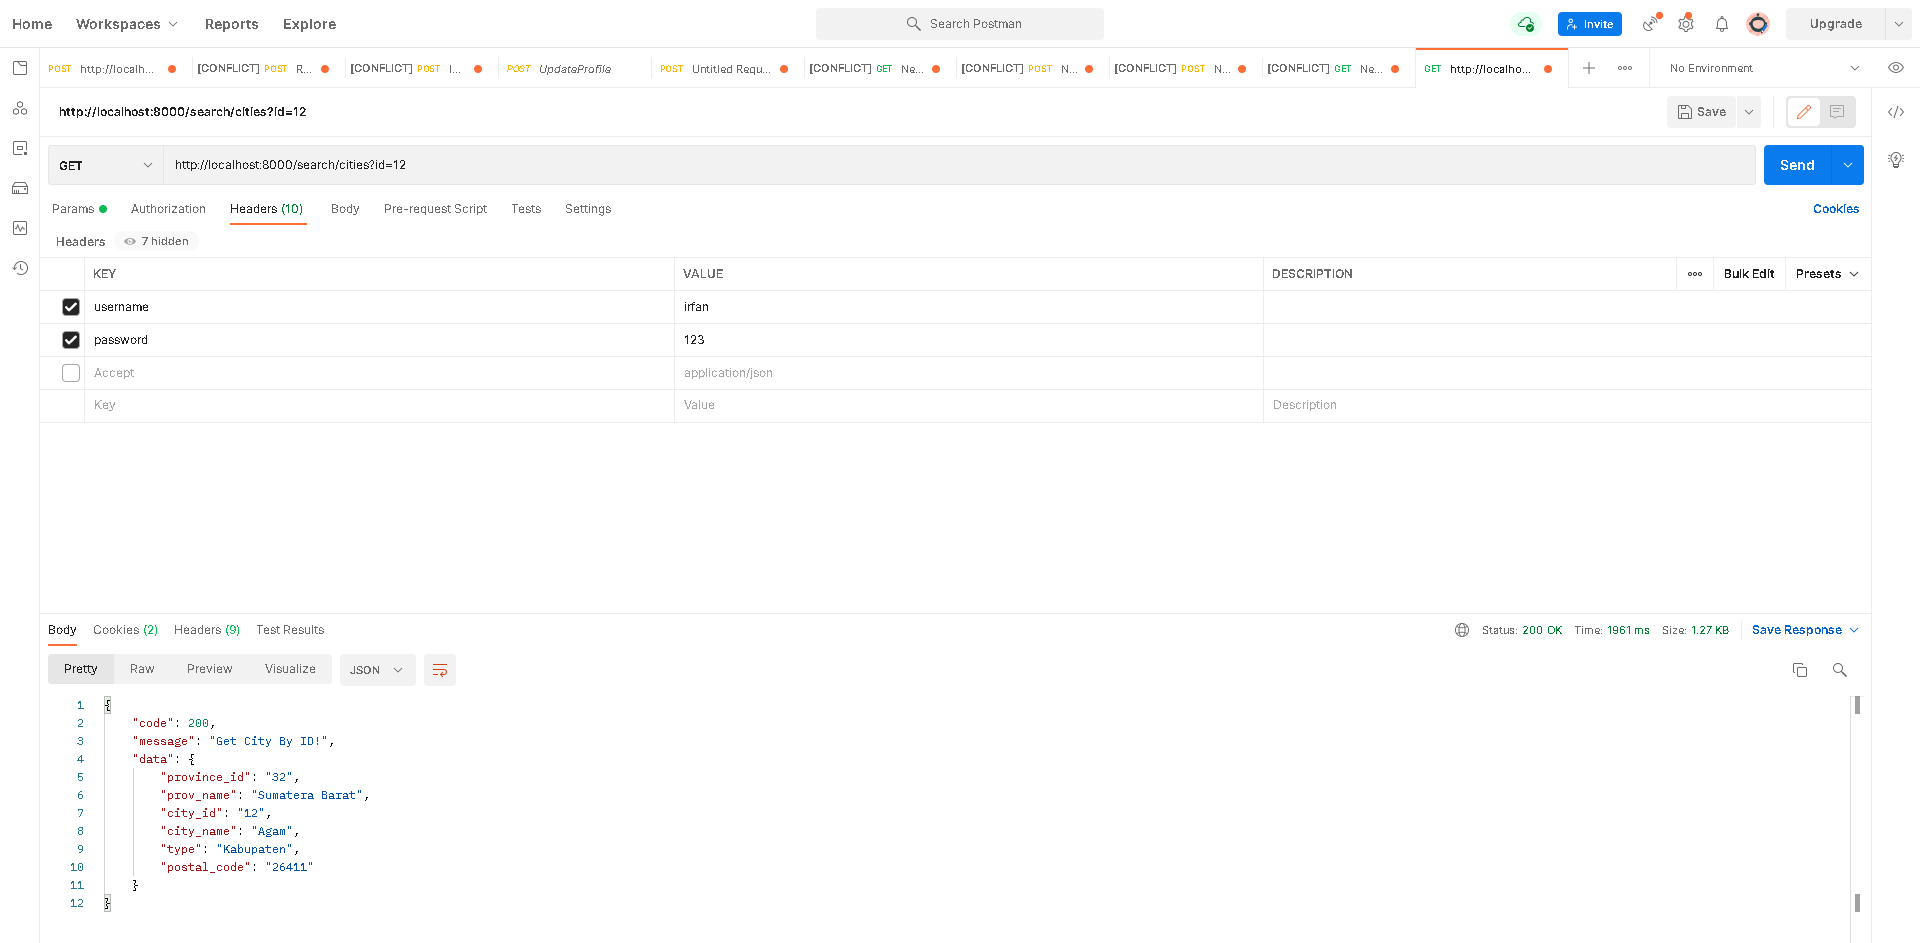 Home Workspaces Reports Explore Search Postman Invite Upgrade
POST http://localh... [CONFLICT] POST R... [CONFLICT] POST I... POST UpdateProfile POST Untitled Requ... [CONFLICT] GET Ne... [CONFLICT] POST N... [CONFLICT] POST N... [CONFLICT] GET Ne... GET http://localho... No Environment
http://localhost:8000/search/cities?id=12 Save
GET http://localhost:8000/search/cities?id=12 Send
Params Authorization Headers (10) Body Pre-request Script Tests Settings Cookies
Headers 7 hidden
KEY VALUE DESCRIPTION Bulk Edit Presets
username irfan
password 123
Accept application/json
Key Value Description
Body Cookies (2) Headers (9) Test Results Status: 200 OK Time: 1961 ms Size: 1.27 KB Save Response
Pretty Raw Preview Visualize JSON
1 {
2 "code": 200,
3 "message": "Get City By ID!",
4 "data": {
5 "province_id": "32",
6 "prov_name": "Sumatera Barat",
7 "city_id": "12",
8 "city_name": "Agam",
9 "type": "Kabupaten",
10 "postal_code": "26411"
11 }
12 }